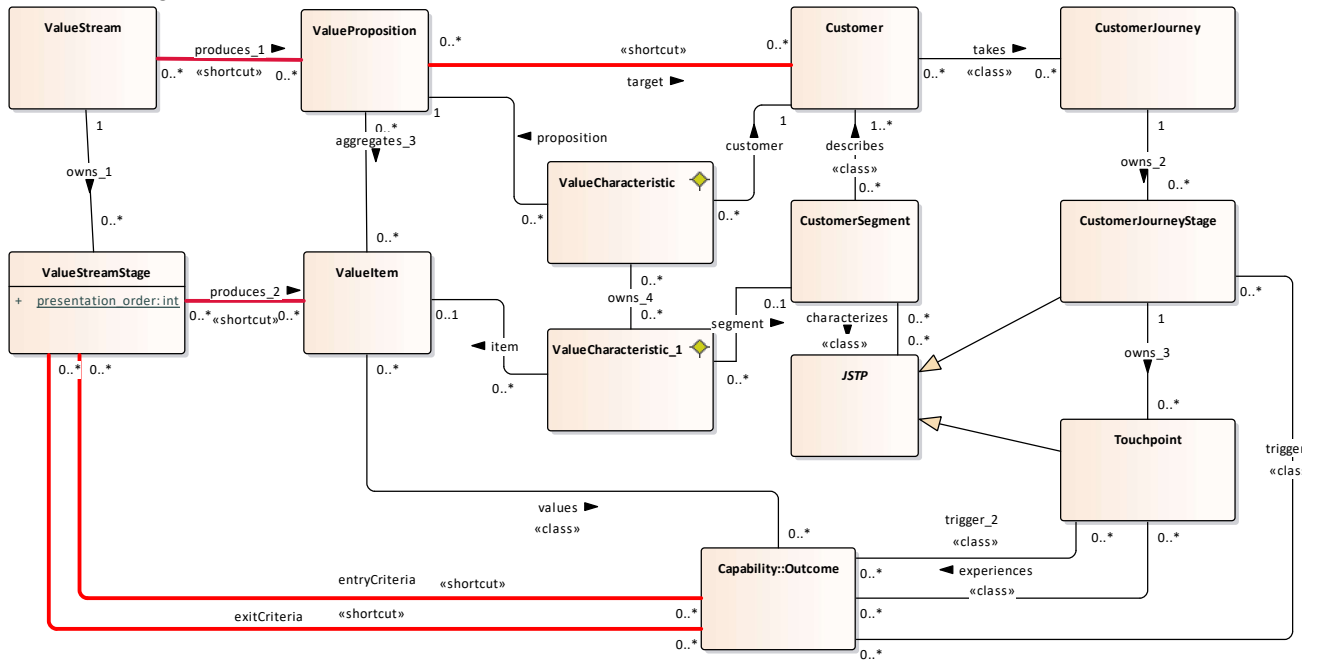 ValueStream
produces_1
0..*
«shortcut»
0..*
ValueProposition
0..*
«shortcut»
0..*
target
Customer
0..*
takes
«class»
0..*
CustomerJourney
1
0..*
aggregates_3
1
proposition
customer
1
1..*
describes
«class»
0..*
1
owns_2
0..*
1
owns_1
0..*
ValueCharacteristic
0..*
0..*
CustomerSegment
CustomerJourneyStage
0..*
ValueStreamStage
+ presentation_order: int
produces_2
0..*
«shortcut»
0..*
0..*
ValueItem
0..1
0..*
owns_4
0..*
0..1
segment
characterizes
«class»
0..*
0..*
1
owns_3
0..*
item
0..*
ValueCharacteristic_1
0..*
JSTP
0..*
0..*
0..*
Touchpoint
values
«class»
0..*
trigger_2
«class»
0..*
0..*
Capability::Outcome
0..*
experiences
«class»
0..*
0..*
entryCriteria
«shortcut»
0..*
exitCriteria
«shortcut»
0..*